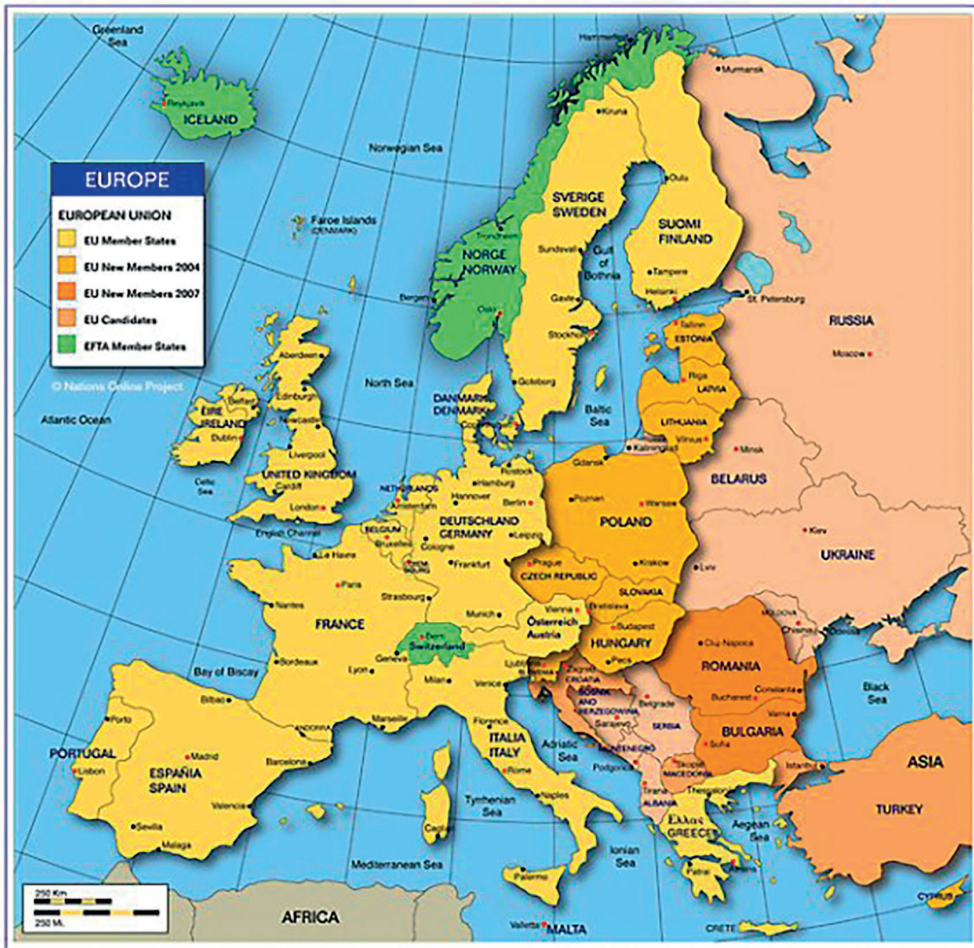 Greenland
Sea
Hammerfest
Murmansk
Reykjavik
ICELAND
Kiruna
Norwegian Sea
EUROPE
EUROPEAN UNION
EU Member States
EU New Members 2004
EU New Members 2007
EU Candidates
EFTA Member States
© Nations Online Project
Faroe Islands
(DENMARK)
Oulu
SVERIGE
SWEDEN
SUOMI
FINLAND
Trondheim
Sundsvall
Gulf
of
Bothnia
NORGE
NORWAY
Tampere
Helsinki
Bergen
Oslo
Gavle
St. Petersburg
RUSSIA
Stockholm
Tallinn
ESTONIA
Moscow
Aberdeen
North Sea
Goteborg
Riga
LATVIA
Atlantic Ocean
Edinburgh
DANMARK
DENMARK
Baltic
Sea
LITHUANIA
Belfast
ÉIRE
IRELAND
Newcastle
Dublin
Vilnius
Kaliningrad
Minsk
Liverpool
Gdansk
BELARUS
Rostock
Celtic
Sea
UNITED KINGDOM
Cardiff
London
NETHERLANDS
Amsterdam
Hamburg
Hannover
Berlin
Poznan
Warsaw
POLAND
English Channel
BELGIUM
Bruxelles
DEUTSCHLAND
GERMANY
Leipzig
Cologne
Kiev
UKRAINE
Le Havre
Frankfurt
Prague
CZECH REPUBLIC
Krakow
Lviv
Paris
Strasbourg
SLOVAKIA
Nantes
Munich
Vienna
Bratislava
Österreich
Austria
MOLDOVA
FRANCE
Budapest
HUNGARY
Cluj-Napoca
Odessa
Bern
Switzerland
Geneva
Pecs
ROMANIA
Bay of Biscay
Bordeaux
Lyon
Milan
Venice
Ljubljana
Zagreb
CROATIA
Constanta
Bucharest
Black
Sea
Bilbao
BOSNIA
AND
HERZEGOVINA
Belgrade
Sarajevo
SERBIA
Varna
Porto
ANDORRA
Marseille
Florence
ITALIA
ITALY
Adriatic
Sea
MONTENEGRO
BULGARIA
Sofia
PORTUGAL
Lisbon
Madrid
Barcelona
Rome
Podgorica
Skopje
MACEDONIA
Istanbul
ASIA
ESPAÑIA
SPAIN
Tirana
ALBANIA
Thessaloniki
TURKEY
Valencia
Naples
Tyrrhenian
Sea
Ελλας
GREECE
Aegean
Sea
Sevilla
Cagliari
Malaga
Mediterranean Sea
Palermo
Ionian
Sea
Patrai
Athens
250 Km
250 Mi.
AFRICA
Valletta
MALTA
CRETE
CYPRUS